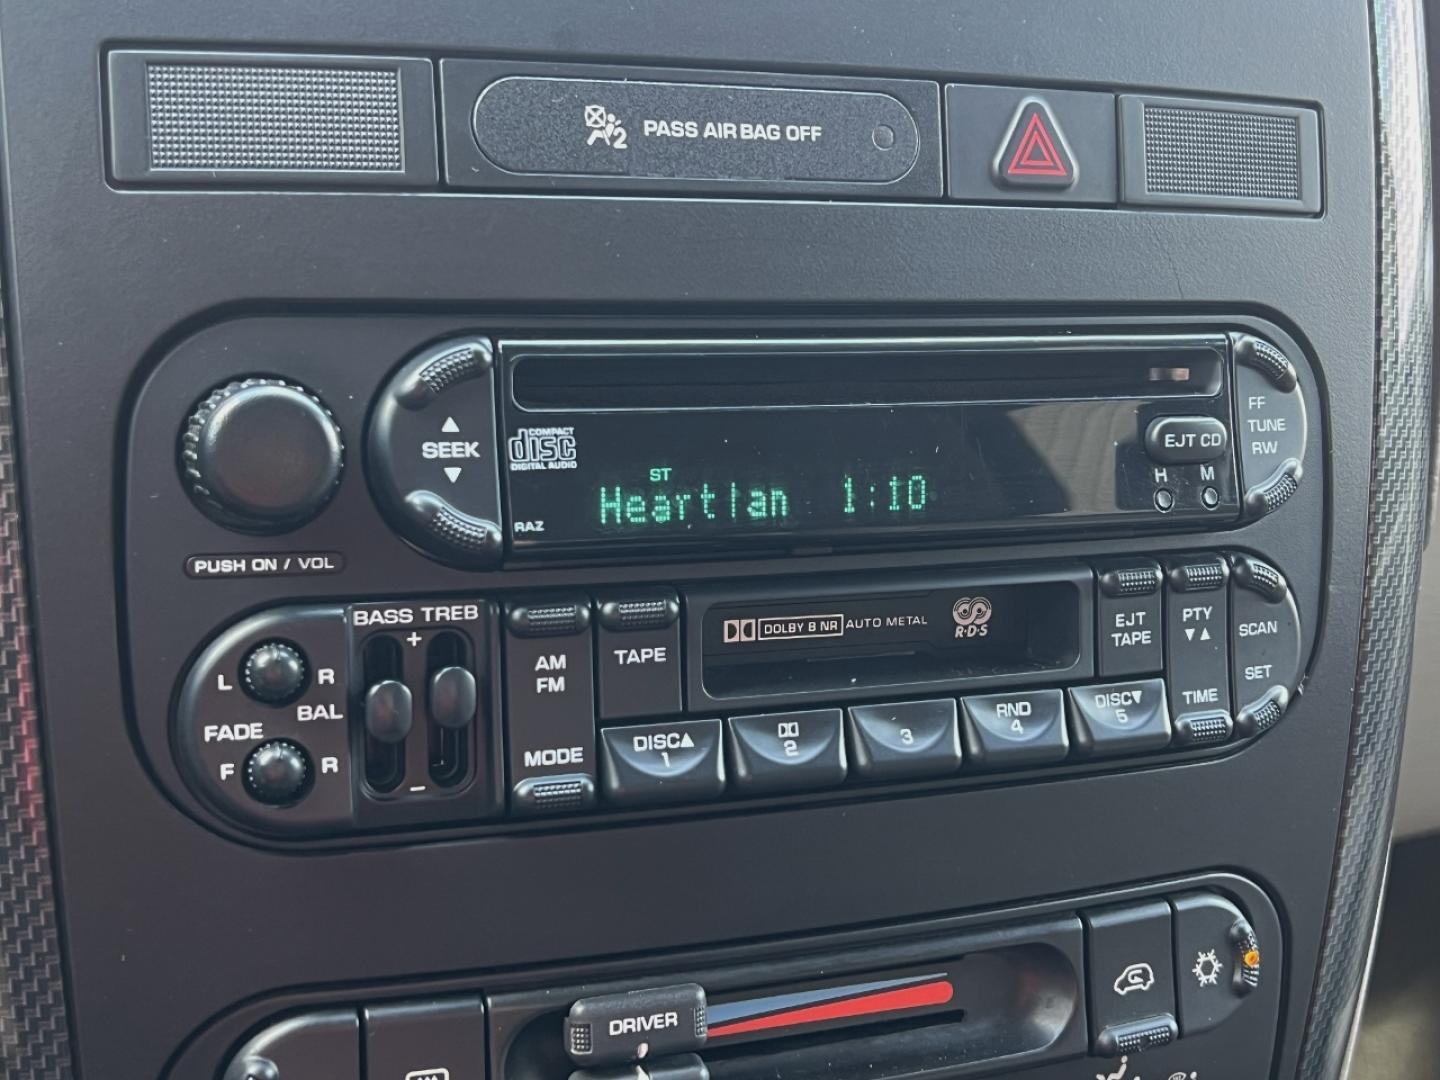 2 PASS AIR BAG OFF
SEEK
COMPACT
disc
DIGITAL AUDIO
FF
TUNE
RW
EJT CD
H M
ST
Heartlan 1:10
RAZ
PUSH ON / VOL
BASS TREB
+
−
L R
BAL
FADE
F R
AM
FM
MODE
TAPE
DOLBY B NR AUTO METAL
R·D·S
EJT
TAPE
PTY
TIME
SCAN
SET
DISC
1
2
3
RND
4
DISC
5
DRIVER